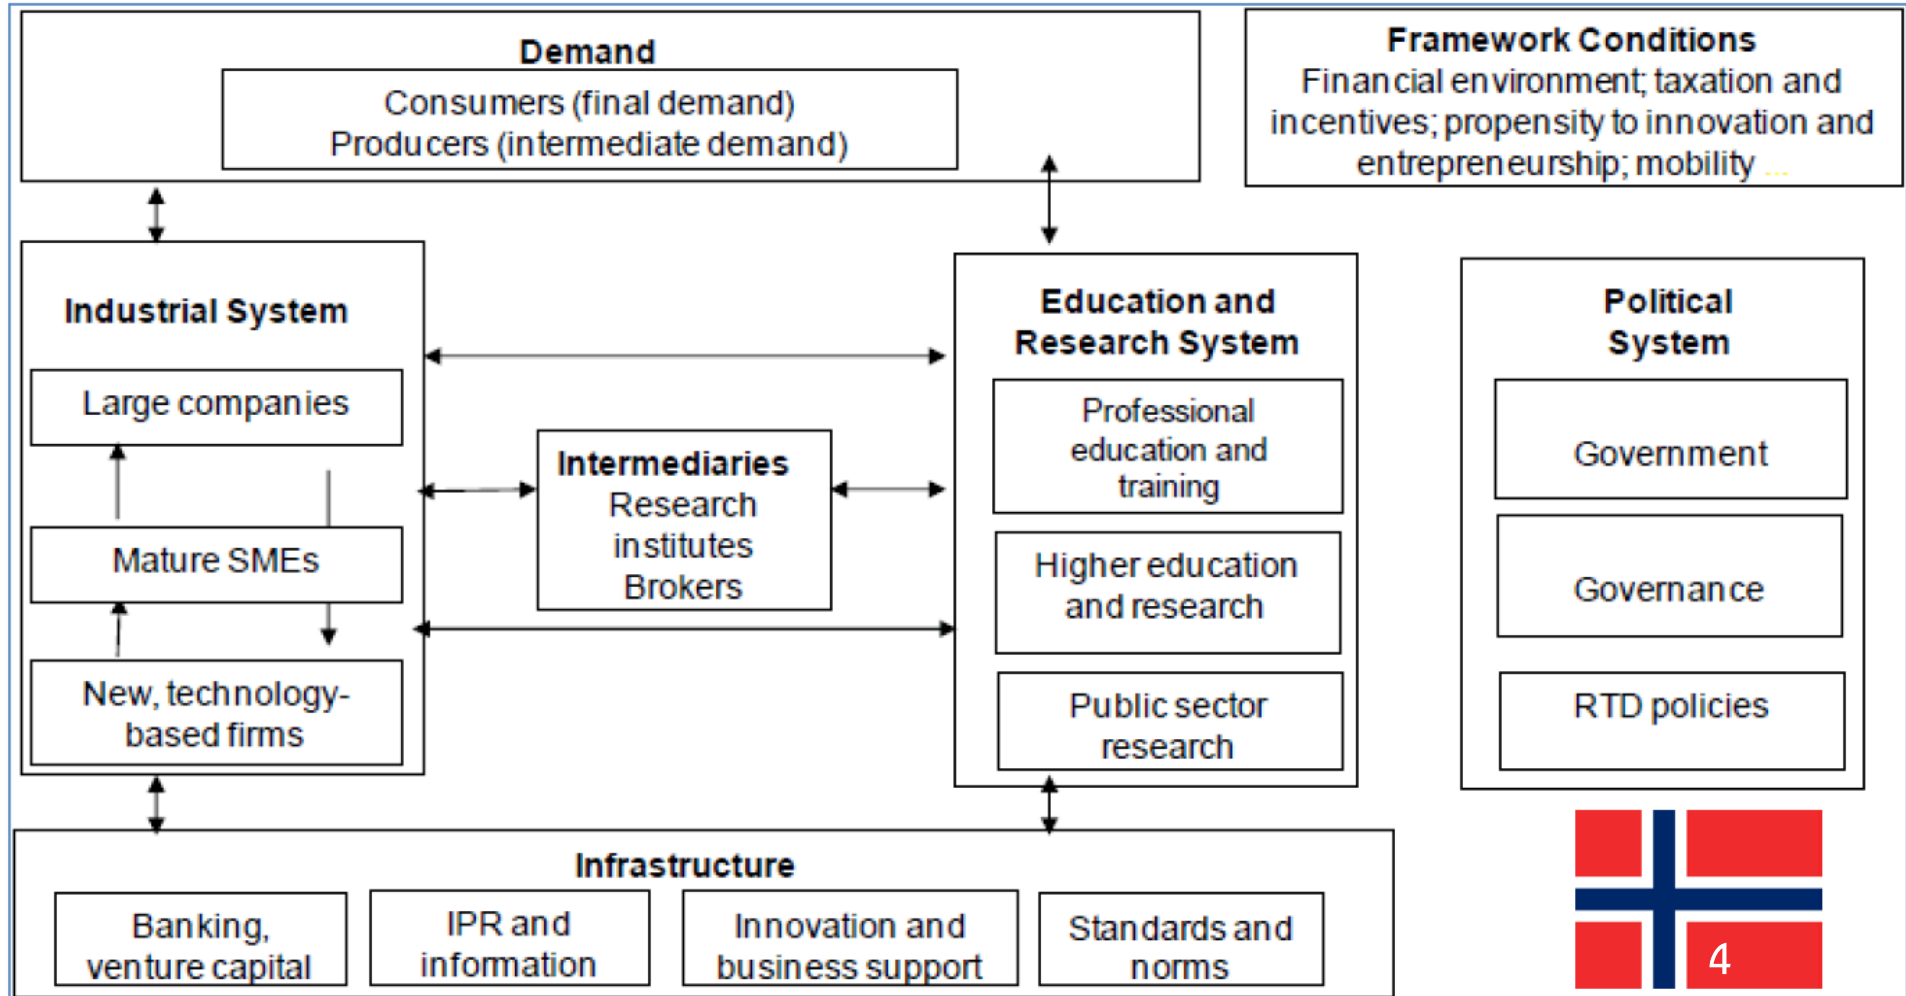 Demand
Consumers (final demand)
Producers (intermediate demand)
Framework Conditions
Financial environment; taxation and
incentives; propensity to innovation and
entrepreneurship; mobility ...
Industrial System
Large companies
Mature SMEs
New, technology-
based firms
Intermediaries
Research
institutes
Brokers
Education and
Research System
Professional
education and
training
Higher education
and research
Public sector
research
Political
System
Government
Governance
RTD policies
Infrastructure
Banking,
venture capital
IPR and
information
Innovation and
business support
Standards and
norms
4